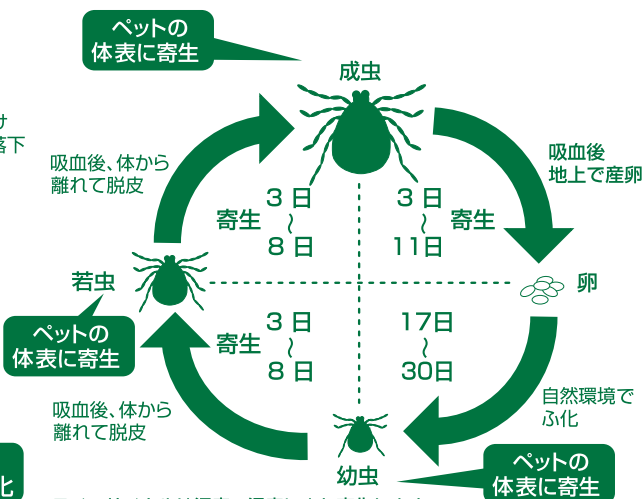 ペットの
体表に寄生
成虫
け
落下
吸血後、体から
離れて脱皮
吸血後
地上で産卵
寄生
3日
〜
8日
3日
〜
11日
寄生
若虫
卵
ペットの
体表に寄生
寄生
3日
〜
8日
17日
〜
30日
吸血後、体から
離れて脱皮
自然環境で
ふ化
幼虫
ペットの
体表に寄生
化